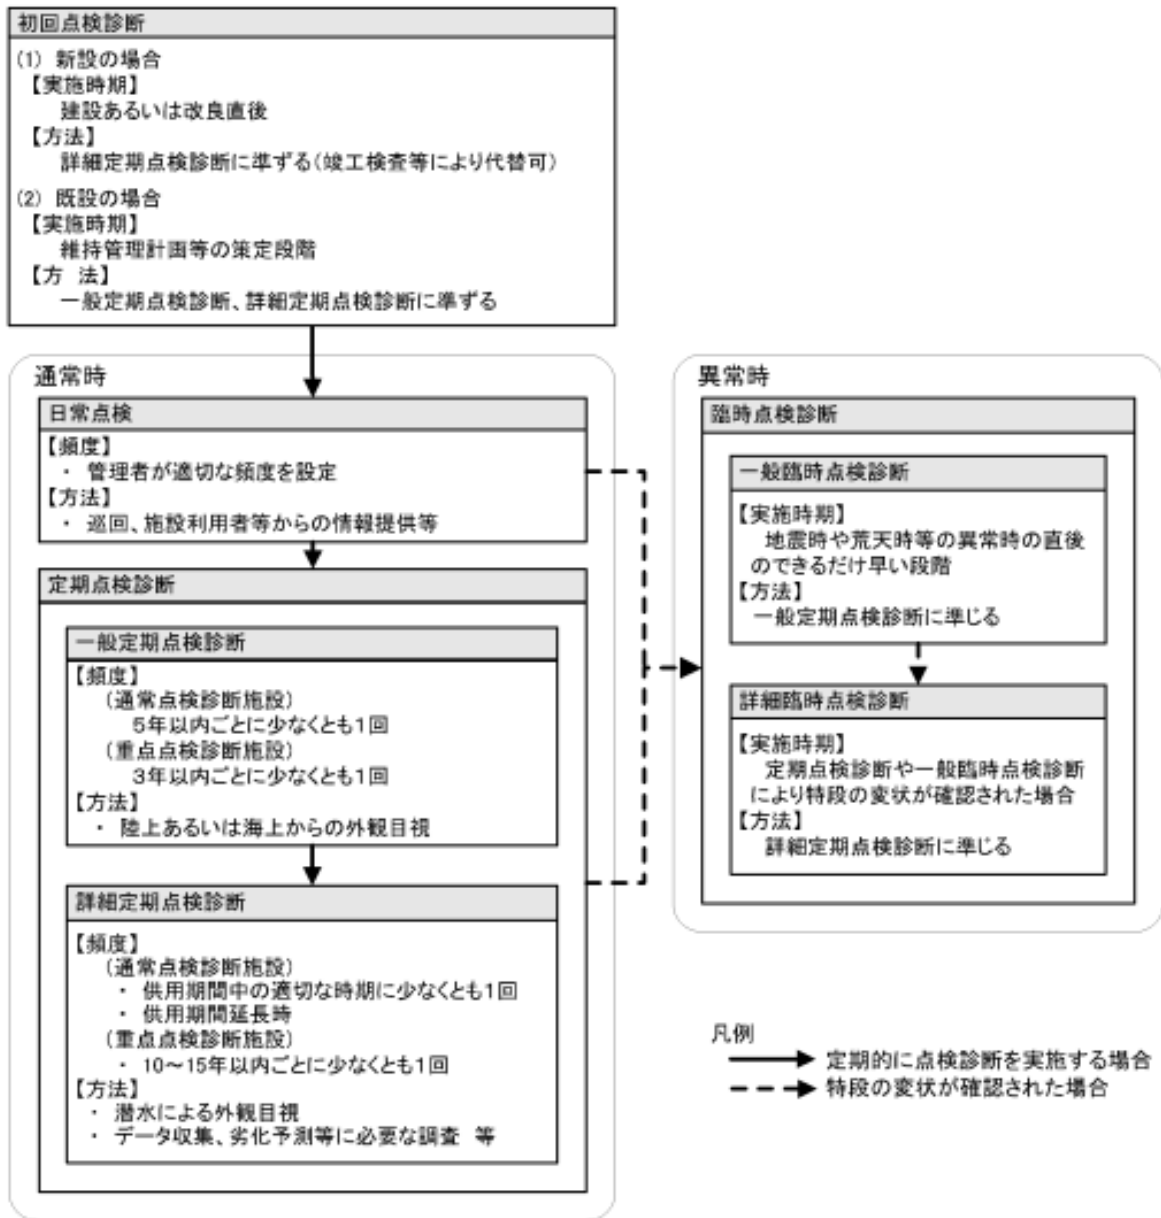 初回点検診断
(1) 新設の場合
【実施時期】
建設あるいは改良直後
【方法】
詳細定期点検診断に準ずる(竣工検査等により代替可)
(2) 既設の場合
【実施時期】
維持管理計画等の策定段階
【方 法】
一般定期点検診断、詳細定期点検診断に準ずる
通常時
日常点検
【頻度】
・ 管理者が適切な頻度を設定
【方法】
・ 巡回、施設利用者等からの情報提供等
定期点検診断
一般定期点検診断
【頻度】
(通常点検診断施設)
5年以内ごとに少なくとも1回
(重点点検診断施設)
3年以内ごとに少なくとも1回
【方法】
・ 陸上あるいは海上からの外観目視
詳細定期点検診断
【頻度】
(通常点検診断施設)
・ 供用期間中の適切な時期に少なくとも1回
・ 供用期間延長時
(重点点検診断施設)
・ 10～15年以内ごとに少なくとも1回
【方法】
・ 潜水による外観目視
・ データ収集、劣化予測等に必要な調査 等
異常時
臨時点検診断
一般臨時点検診断
【実施時期】
地震時や荒天時等の異常時の直後
のできるだけ早い段階
【方法】
一般定期点検診断に準じる
詳細臨時点検診断
【実施時期】
定期点検診断や一般臨時点検診断
により特段の変状が確認された場合
【方法】
詳細定期点検診断に準じる
凡例
定期的に点検診断を実施する場合
特段の変状が確認された場合